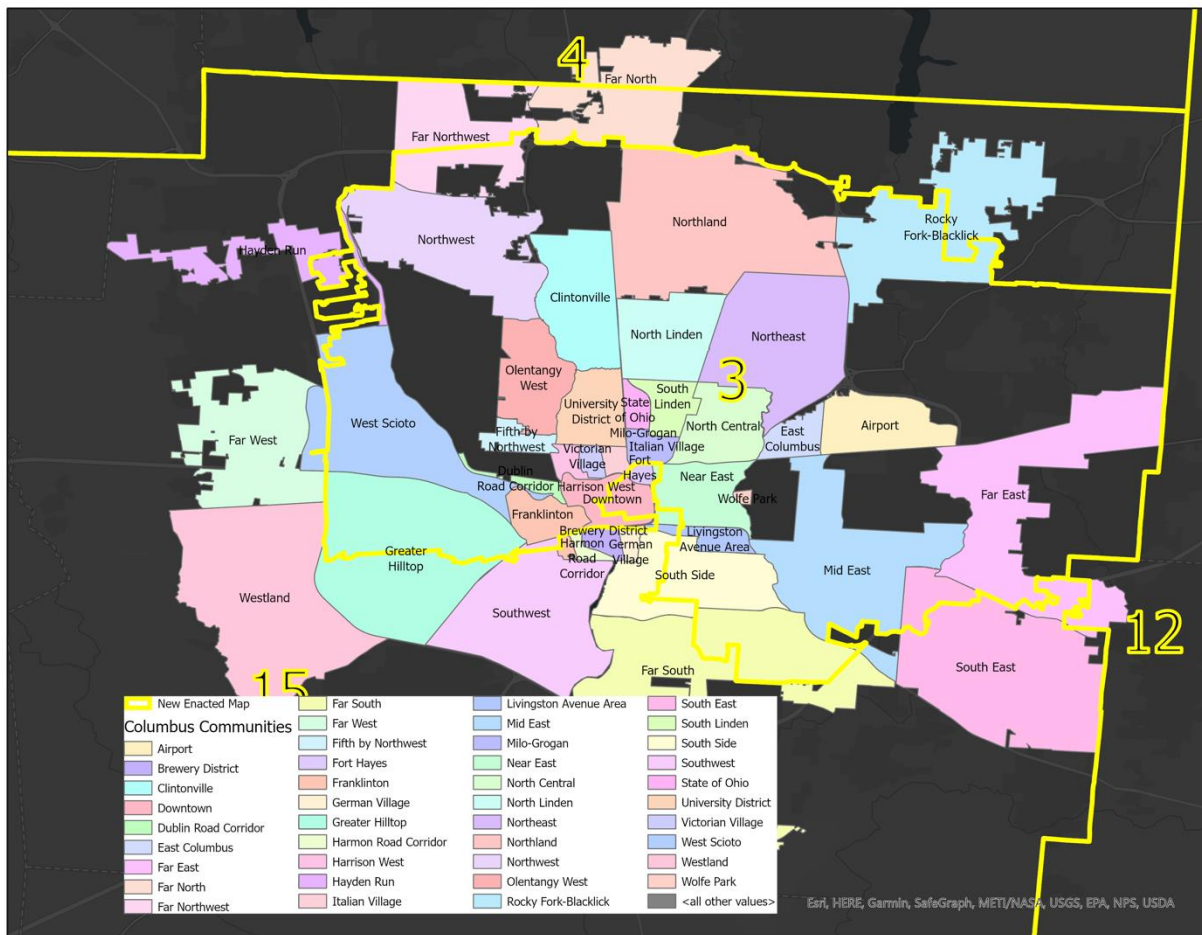 4
Far North
Far Northwest
Northland
Rocky
Fork-Blacklick
Northwest
Hayden Run
Clintonville
North Linden
Northeast
3
Olentangy
West
South
Linden
University
District
State
of Ohio
West Scioto
Fifth by
Northwest
Milo-Grogan
North Central
East
Columbus
Airport
Far West
Italian Village
Victorian
Village
Fort
Hayes
Dublin
Road Corridor
Harrison West
Near East
Far East
Downtown
Wolfe Park
Franklinton
Brewery District
Livingston
Avenue Area
Harmon
Road
Corridor
German
Village
Greater
Hilltop
South Side
Mid East
Westland
Southwest
12
South East
Far South
15
New Enacted Map
Columbus Communities
Airport
Brewery District
Clintonville
Downtown
Dublin Road Corridor
East Columbus
Far East
Far North
Far Northwest
Far South
Far West
Fifth by Northwest
Fort Hayes
Franklinton
German Village
Greater Hilltop
Harmon Road Corridor
Harrison West
Hayden Run
Italian Village
Livingston Avenue Area
Mid East
Milo-Grogan
Near East
North Central
North Linden
Northeast
Northland
Northwest
Olentangy West
Rocky Fork-Blacklick
South East
South Linden
South Side
Southwest
State of Ohio
University District
Victorian Village
West Scioto
Westland
Wolfe Park
<all other values>
Esri, HERE, Garmin, SafeGraph, METI/NASA, USGS, EPA, NPS, USDA